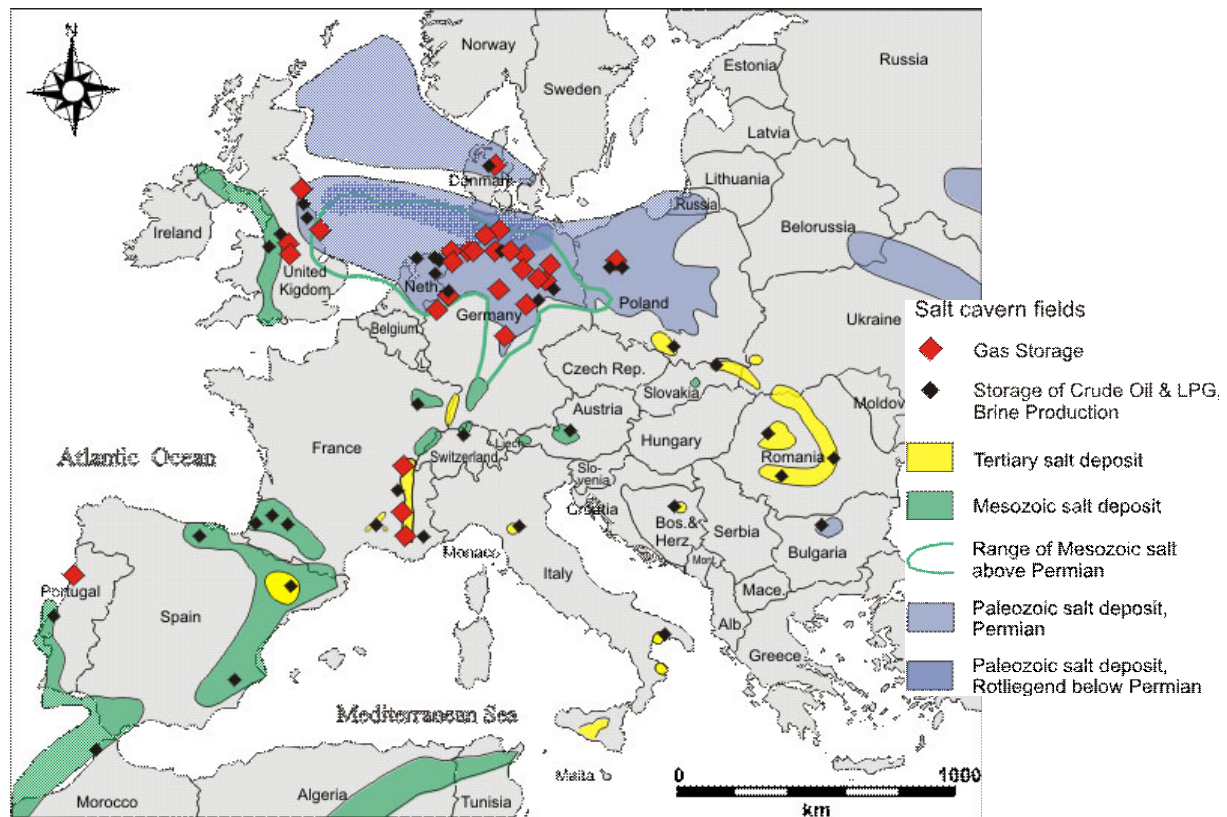 N
Norway
Sweden
Estonia
Russia
Latvia
Lithuania
Russia
Belorussia
Denmark
Ireland
United
Kingdom
Neth.
Germany
Poland
Belgium
Ukraine
Czech Rep.
Slovakia
Austria
Moldov
Hungary
Liech.
Switzerland
France
Romania
Slo-
venia
Croatia
Bos.&
Herz.
Serbia
Mont.
Bulgaria
Monaco
Italy
Mace.
Alb.
Greece
Atlantic Ocean
Portugal
Spain
Mediterranean Sea
Malta
Morocco
Algeria
Tunisia
0
1000
km
Salt cavern fields
Gas Storage
Storage of Crude Oil & LPG,
Brine Production
Tertiary salt deposit
Mesozoic salt deposit
Range of Mesozoic salt
above Permian
Paleozoic salt deposit,
Permian
Paleozoic salt deposit,
Rotliegend below Permian